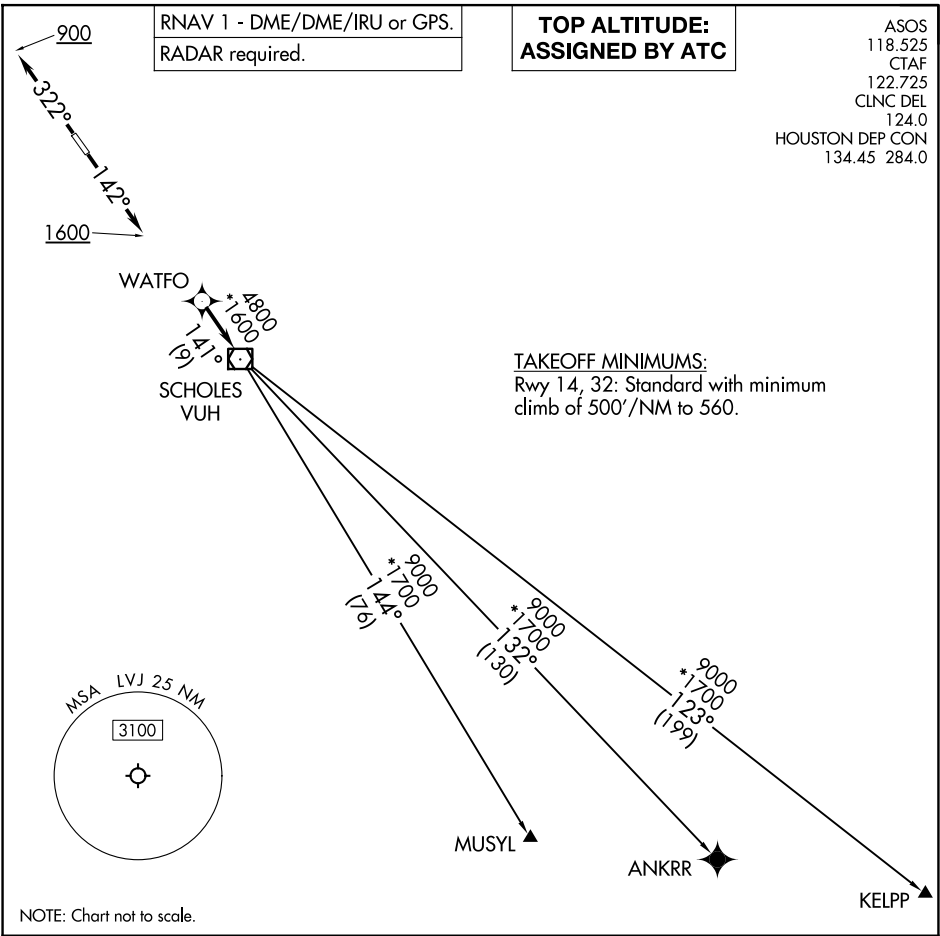 RNAV 1 - DME/DME/IRU or GPS.
RADAR required.
TOP ALTITUDE:
ASSIGNED BY ATC
ASOS
118.525
CTAF
122.725
CLNC DEL
124.0
HOUSTON DEP CON
134.45 284.0
900
322°
142°
1600
WATFO
4800
*1600
141°
(9)
SCHOLES
VUH
TAKEOFF MINIMUMS:
Rwy 14, 32: Standard with minimum
climb of 500'/NM to 560.
9000
*1700
144°
(76)
9000
*1700
132°
(130)
9000
*1700
123°
(199)
MSA LVJ 25 NM
3100
MUSYL
ANKRR
KELPP
NOTE: Chart not to scale.